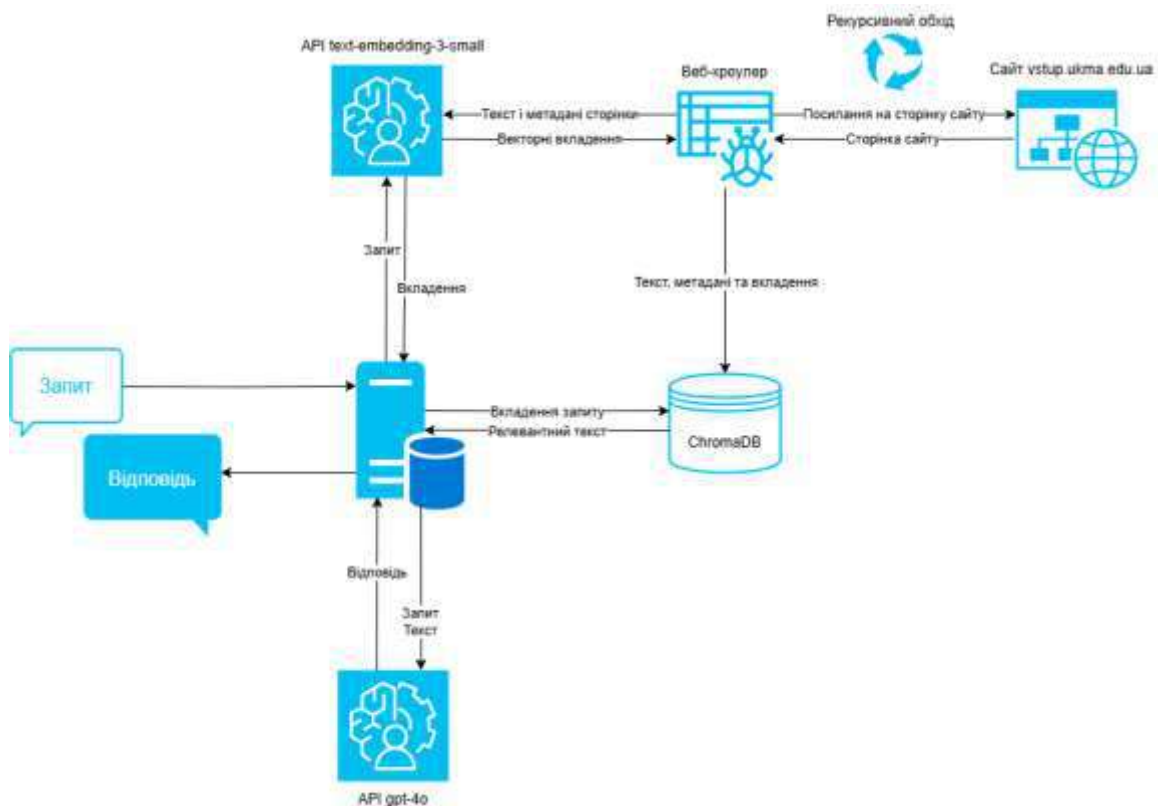 Рекурсивний обхід
API text-embedding-3-small
Веб-кроулер
Сайт vstup.ukma.edu.ua
Текст і метадані сторінки
Посилання на сторінку сайту
Векторні вкладення
Сторінка сайту
Запит
Вкладення
Текст, метадані та вкладення
Запит
Вкладення запиту
Релевантний текст
ChromaDB
Відповідь
Відповідь
Запит
Текст
API gpt-4o